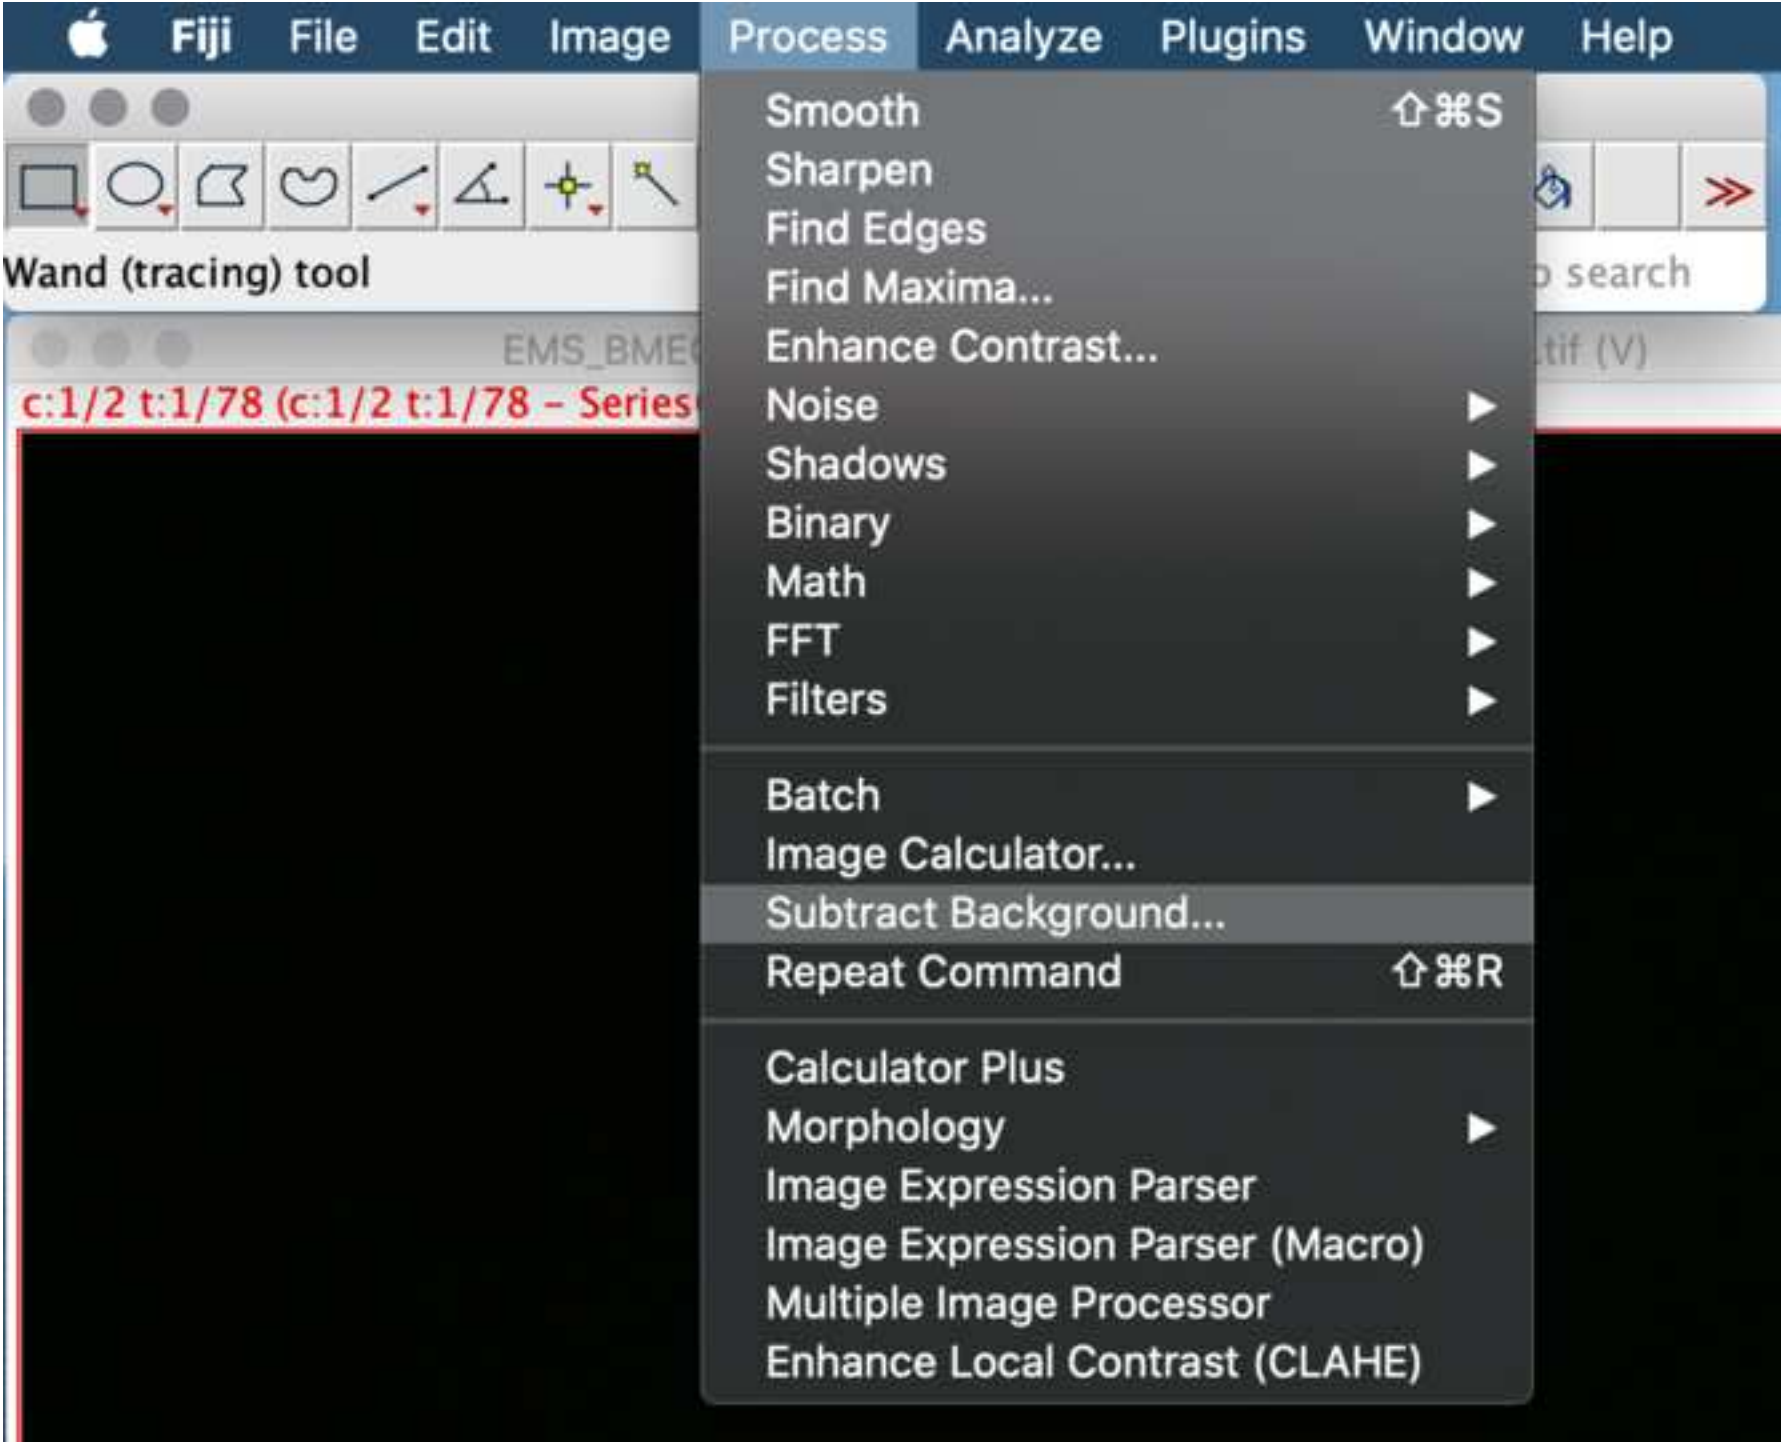 Fiji File Edit Image Process Analyze Plugins Window Help
Smooth ⇧⌘S
Sharpen
Find Edges
Wand (tracing) tool
search
Find Maxima...
EMS_BME
.tif (V)
Enhance Contrast...
c:1/2 t:1/78 (c:1/2 t:1/78 – Series
Noise
Shadows
Binary
Math
FFT
Filters
Batch
Image Calculator...
Subtract Background...
Repeat Command ⇧⌘R
Calculator Plus
Morphology
Image Expression Parser
Image Expression Parser (Macro)
Multiple Image Processor
Enhance Local Contrast (CLAHE)